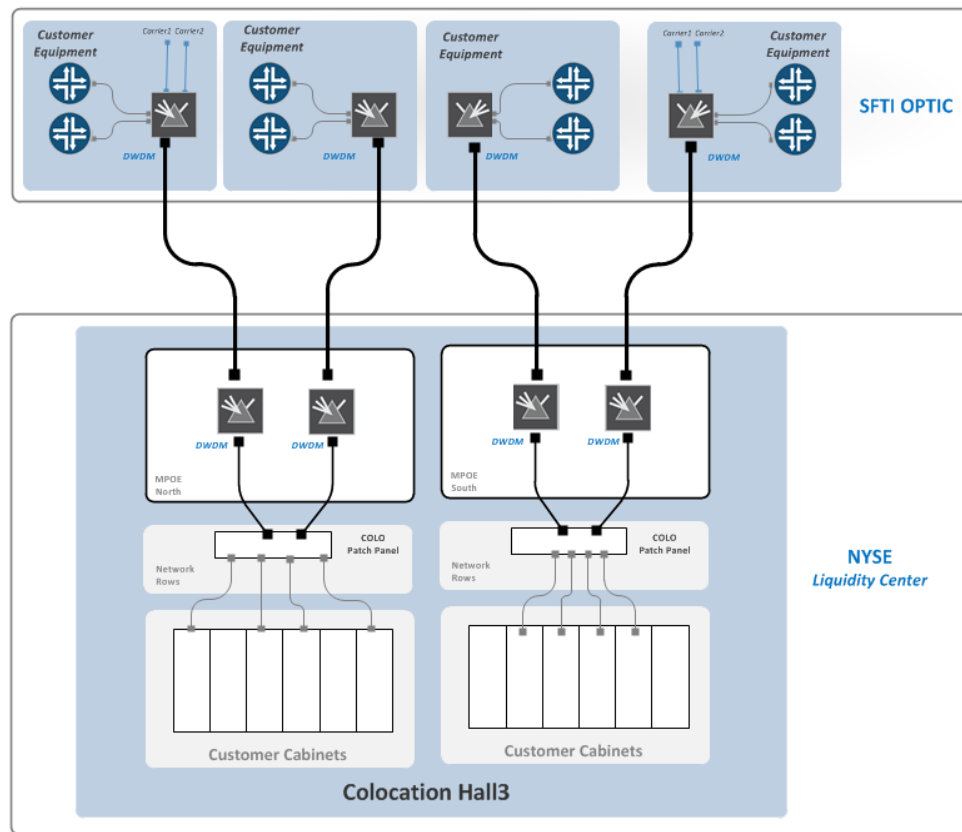 Customer
Equipment
Carrier1
Carrier2
DWDM
Customer
Equipment
DWDM
Customer
Equipment
DWDM
Carrier1
Carrier2
Customer
Equipment
DWDM
SFTI OPTIC
DWDM
DWDM
MPOE
North
DWDM
DWDM
MPOE
South
COLO
Patch Panel
Network
Rows
COLO
Patch Panel
Network
Rows
NYSE
Liquidity Center
Customer Cabinets
Customer Cabinets
Colocation Hall3